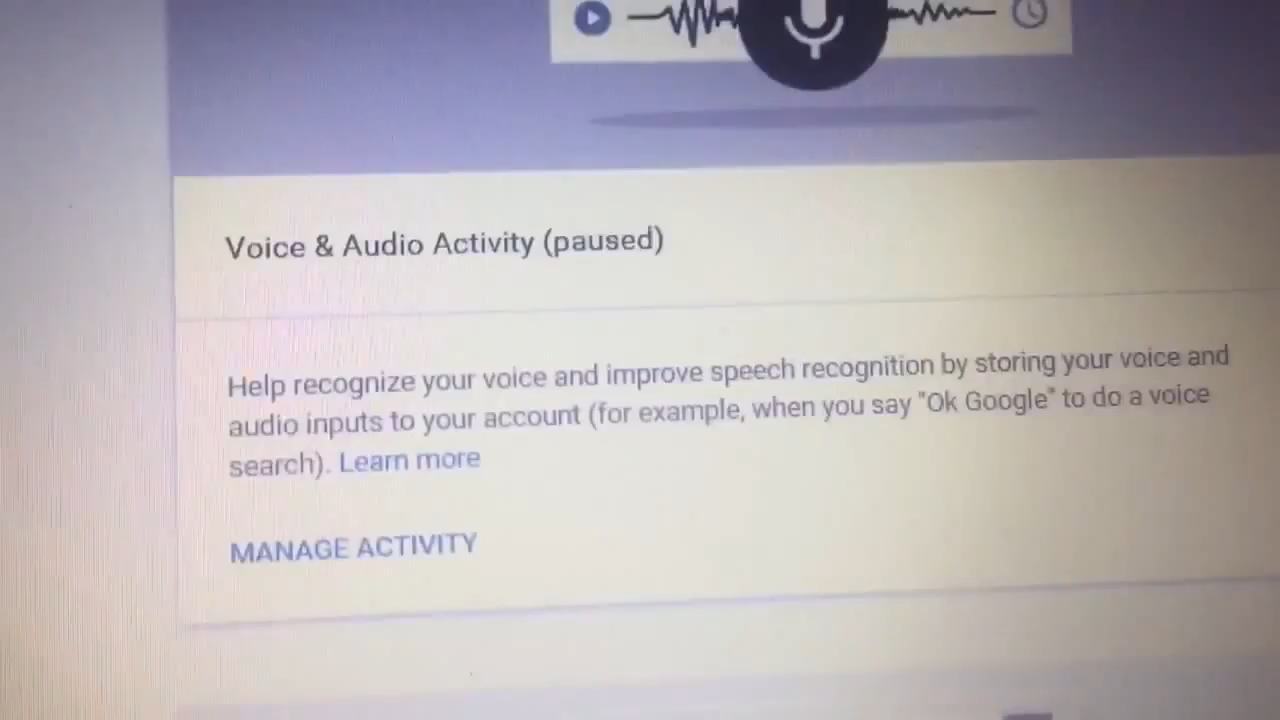 Voice & Audio Activity (paused)
Help recognize your voice and improve speech recognition by storing your voice and
audio inputs to your account (for example, when you say "Ok Google" to do a voice
search). Learn more
MANAGE ACTIVITY